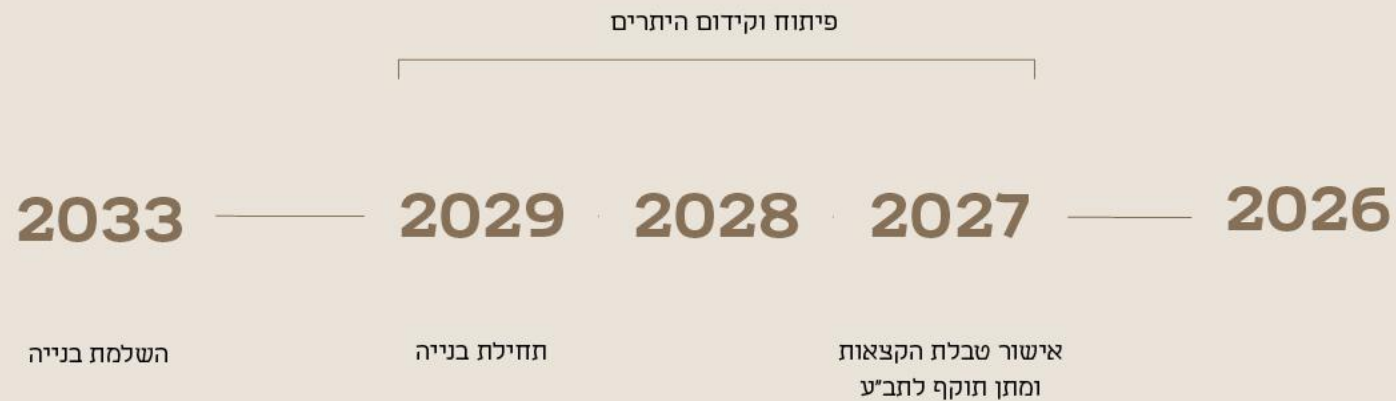 פיתוח וקידום היתרים
2026 2027 2028 2029 2033
אישור טבלת הקצאות
ומתן תוקף לתב"ע
תחילת בנייה
השלמת בנייה